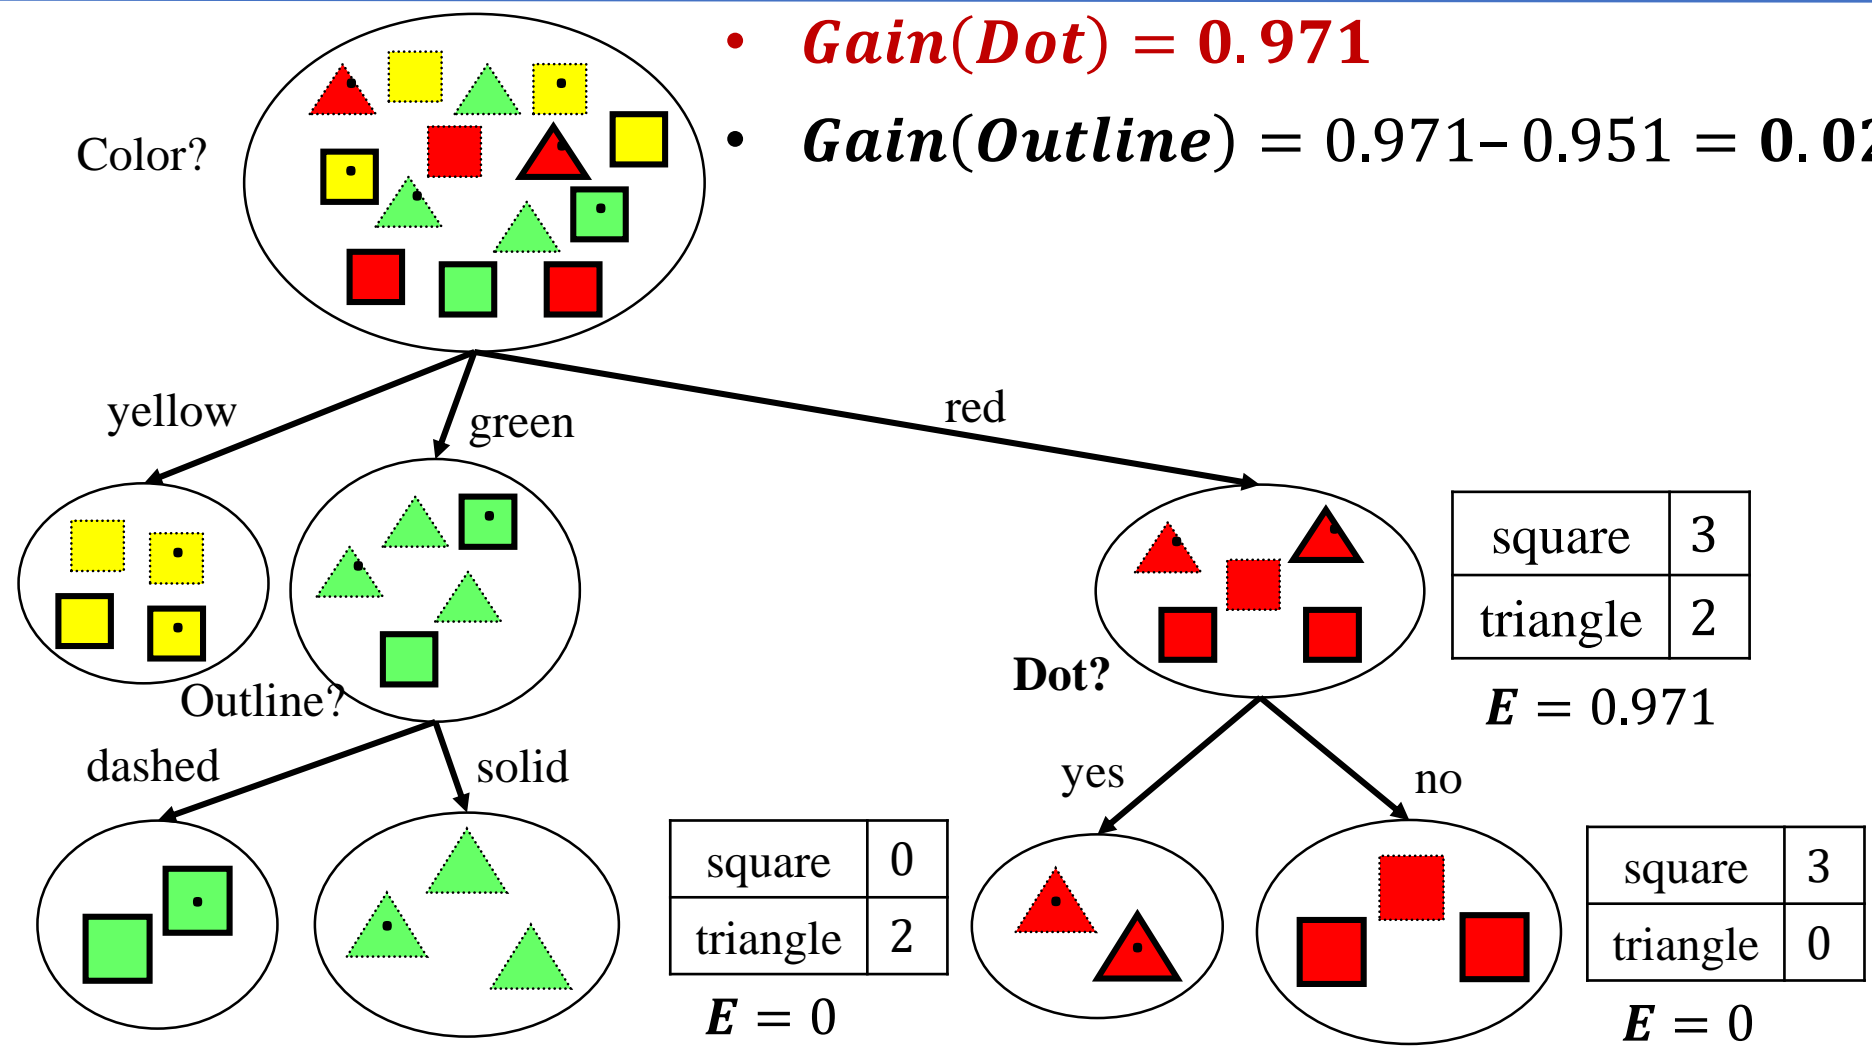 • Gain(Dot) = 0.971
• Gain(Outline) = 0.971– 0.951 = 0.02
Color?
yellow
green
red
square 3
triangle 2
E = 0.971
Outline?
Dot?
dashed
solid
yes
no
square 0
triangle 2
E = 0
square 3
triangle 0
E = 0